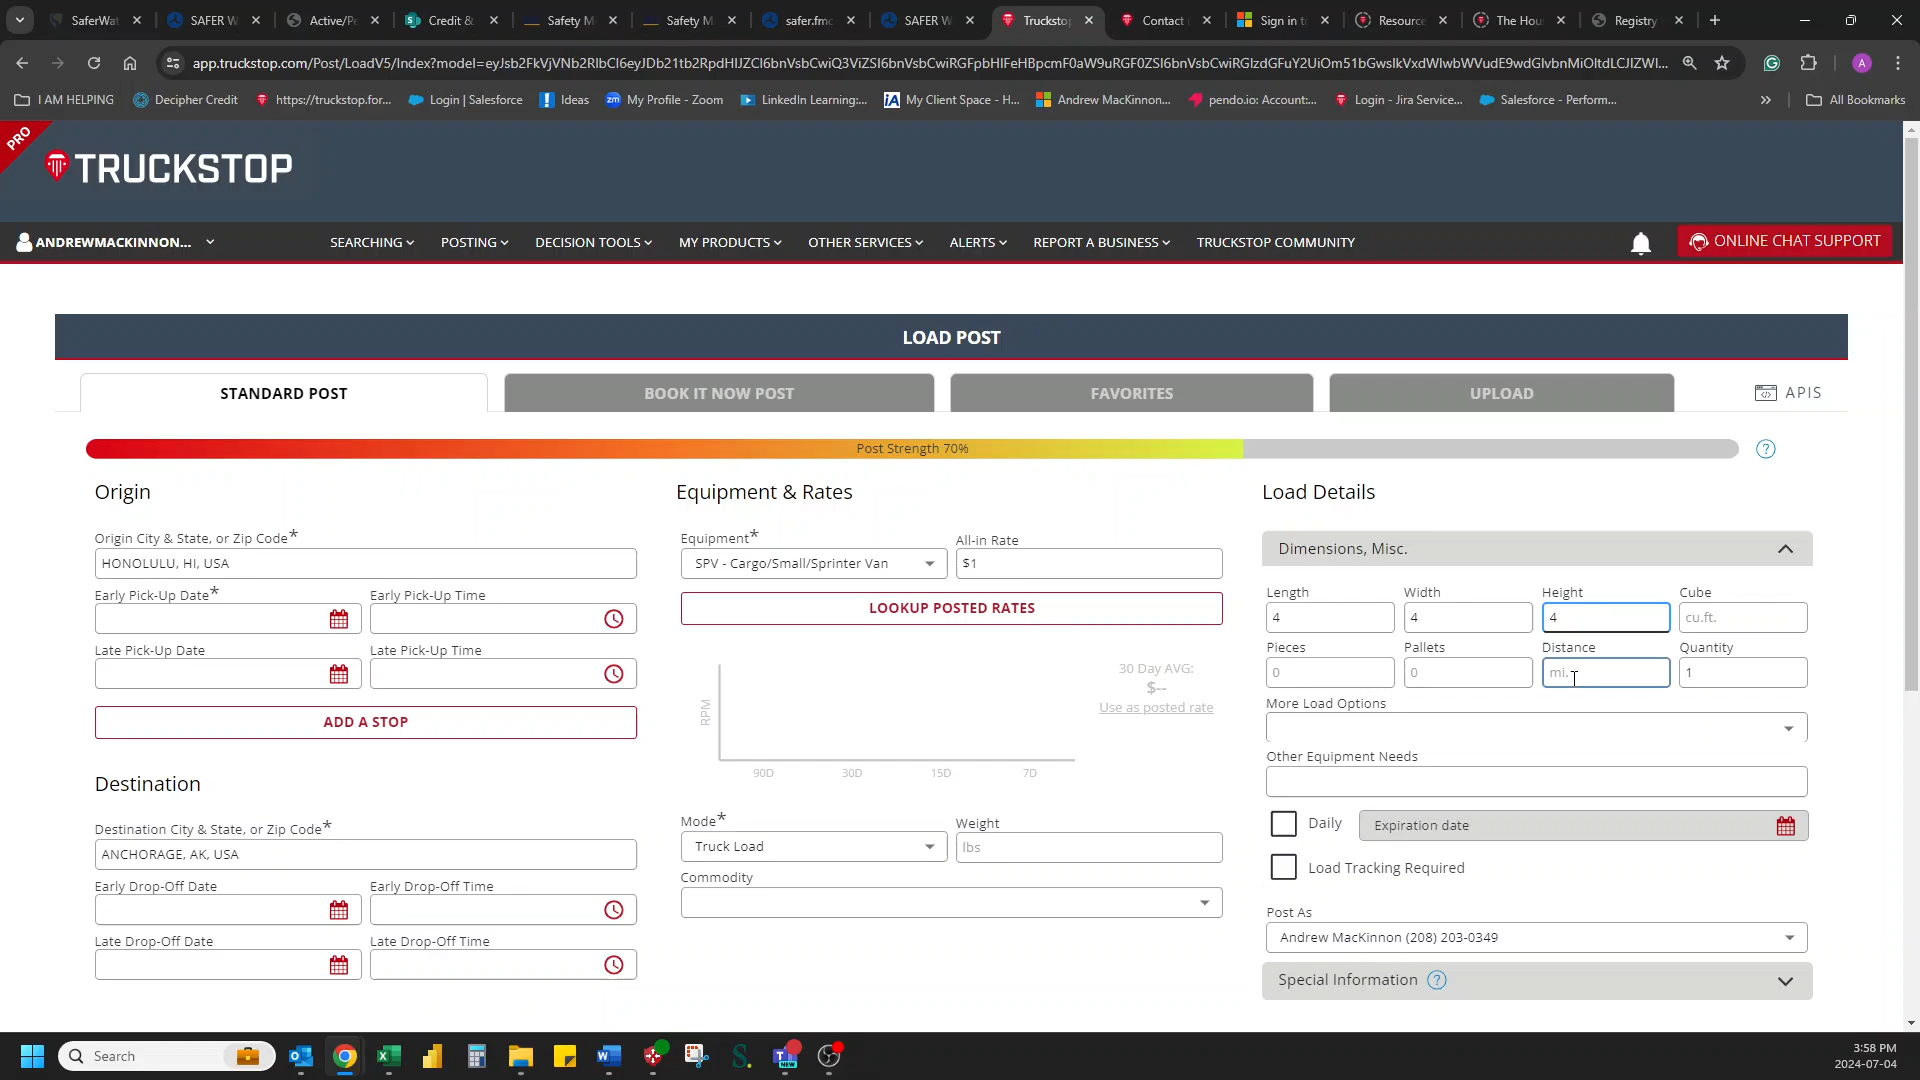 SaferWat
SAFER W
Active/Pe
Credit &
Safety M
Safety M
safer.fmc
SAFER W
Truckstop
Contact
Sign in t
Resource
The Hou
Registry
app.truckstop.com/Post/LoadV5/Index?model=
A
I AM HELPING
Decipher Credit
https://truckstop.for...
Login | Salesforce
Ideas
My Profile - Zoom
LinkedIn Learning:...
My Client Space - H...
Andrew MacKinnon...
pendo.io: Account:...
Login - Jira Service...
Salesforce - Perform...
»
All Bookmarks
PRO
TRUCKSTOP
ANDREWMACKINNON...
SEARCHING
POSTING
DECISION TOOLS
MY PRODUCTS
OTHER SERVICES
ALERTS
REPORT A BUSINESS
TRUCKSTOP COMMUNITY
ONLINE CHAT SUPPORT
LOAD POST
STANDARD POST
BOOK IT NOW POST
FAVORITES
UPLOAD
APIS
Post Strength 70%
?
Origin
Origin City & State, or Zip Code*
HONOLULU, HI, USA
Early Pick-Up Date*
Early Pick-Up Time
Late Pick-Up Date
Late Pick-Up Time
ADD A STOP
Destination
Destination City & State, or Zip Code*
ANCHORAGE, AK, USA
Early Drop-Off Date
Early Drop-Off Time
Late Drop-Off Date
Late Drop-Off Time
Equipment & Rates
Equipment*
All-in Rate
SPV - Cargo/Small/Sprinter Van
$1
LOOKUP POSTED RATES
RPM
90D
30D
15D
7D
30 Day AVG:
$--
Use as posted rate
Mode*
Weight
Truck Load
lbs
Commodity
Load Details
Dimensions, Misc.
Length
Width
Height
Cube
4
4
4
cu.ft.
Pieces
Pallets
Distance
Quantity
0
0
mi.
1
More Load Options
Other Equipment Needs
Daily
Expiration date
Load Tracking Required
Post As
Andrew MacKinnon (208) 203-0349
Special Information ?
Search
NEW
3:58 PM
2024-07-04